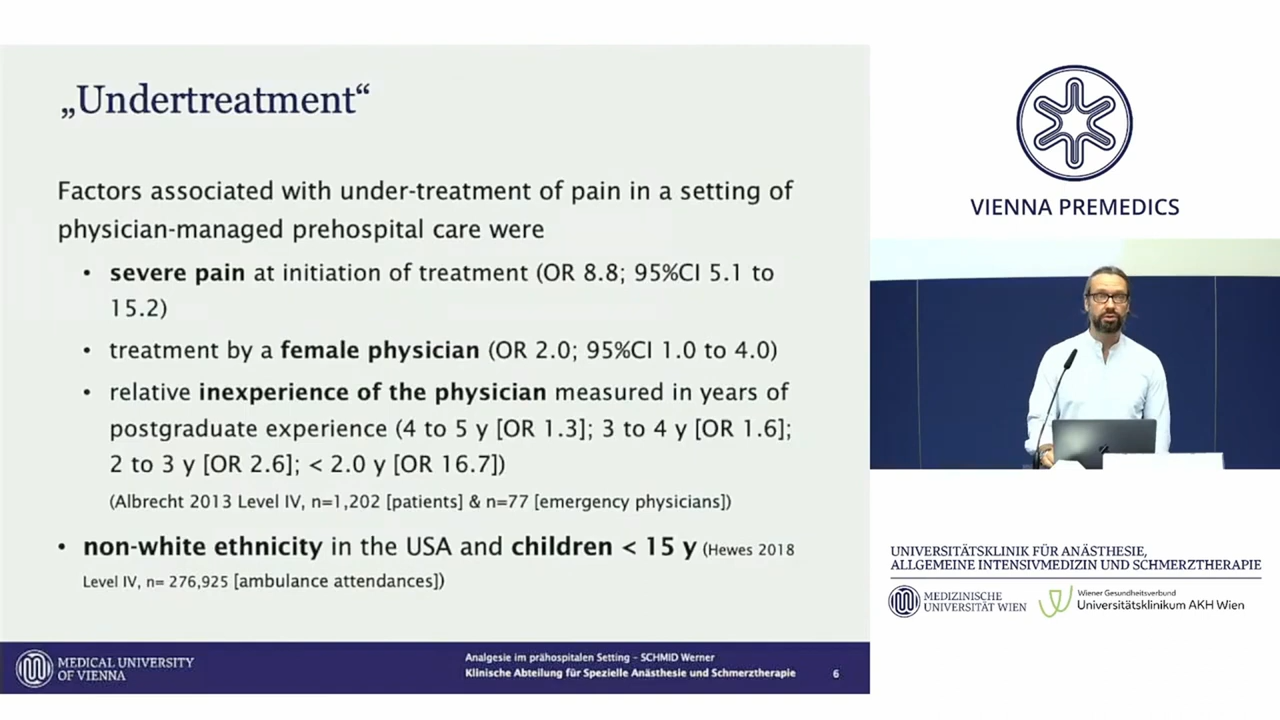 „Undertreatment“
Factors associated with under-treatment of pain in a setting of
physician-managed prehospital care were
• severe pain at initiation of treatment (OR 8.8; 95%CI 5.1 to
15.2)
• treatment by a female physician (OR 2.0; 95%CI 1.0 to 4.0)
• relative inexperience of the physician measured in years of
postgraduate experience (4 to 5 y [OR 1.3]; 3 to 4 y [OR 1.6];
2 to 3 y [OR 2.6]; < 2.0 y [OR 16.7])
(Albrecht 2013 Level IV, n=1,202 [patients] & n=77 [emergency physicians])
• non-white ethnicity in the USA and children < 15 y (Hewes 2018
Level IV, n= 276,925 [ambulance attendances])
MEDICAL UNIVERSITY
OF VIENNA
Analgesie im prähospitalen Setting – SCHMID Werner
Klinische Abteilung für Spezielle Anästhesie und Schmerztherapie
6
VIENNA PREMEDICS
UNIVERSITÄTSKLINIK FÜR ANÄSTHESIE,
ALLGEMEINE INTENSIVMEDIZIN UND SCHMERZTHERAPIE
MEDIZINISCHE
UNIVERSITÄT WIEN
Wiener Gesundheitsverbund
Universitätsklinikum AKH Wien